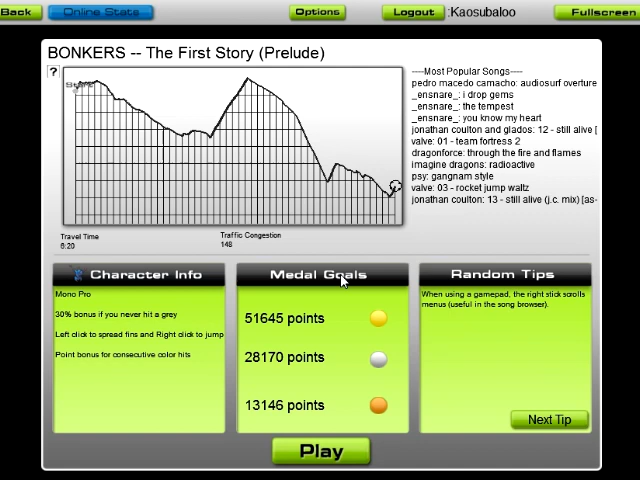 Back
Online Stats
Options
Logout
:Kaosubaloo
Fullscreen
BONKERS -- The First Story (Prelude)
?
Start
----Most Popular Songs----
pedro macedo camacho: audiosurf overture
_ensnare_: i drop gems
_ensnare_: the tempest
_ensnare_: you know my heart
jonathan coulton and glados: 12 - still alive [
valve: 01 - team fortress 2
dragonforce: through the fire and flames
imagine dragons: radioactive
psy: gangnam style
valve: 03 - rocket jump waltz
jonathan coulton: 13 - still alive (j.c. mix) [as-
Travel Time
6:20
Traffic Congestion
148
Character Info
Mono Pro
30% bonus if you never hit a grey
Left click to spread fins and Right click to jump
Point bonus for consecutive color hits
Medal Goals
51645 points
28170 points
13146 points
Random Tips
When using a gamepad, the right stick scrolls
menus (useful in the song browser).
Next Tip
Play